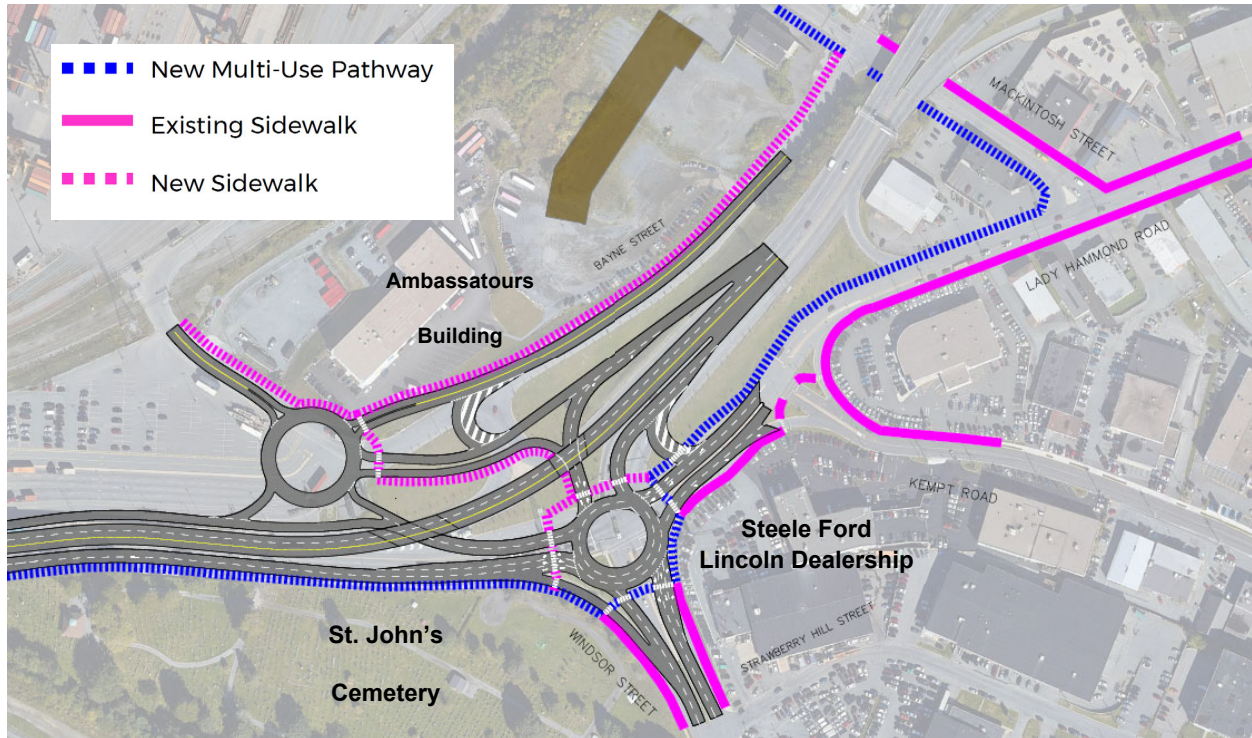 New Multi-Use Pathway
Existing Sidewalk
New Sidewalk
MACKINTOSH STREET
BAYNE STREET
LADY HAMMOND ROAD
Ambassatours
Building
KEMPT ROAD
Steele Ford
Lincoln Dealership
STRAWBERRY HILL STREET
WINDSOR STREET
St. John's
Cemetery